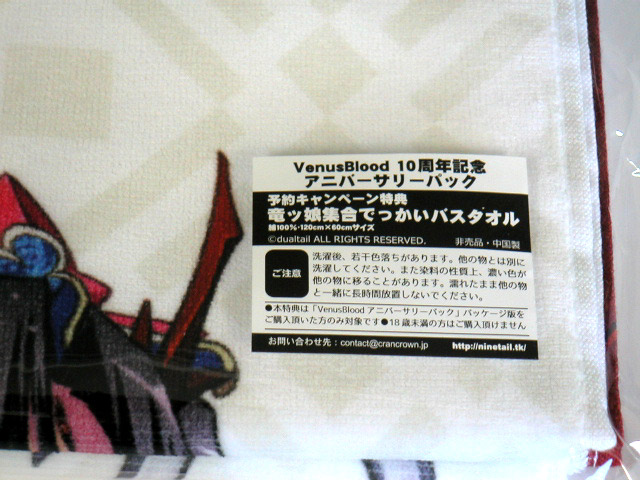 VenusBlood 10周年記念
アニバーサリーパック
予約キャンペーン特典
竜ッ娘集合でっかいバスタオル
綿100%・120cm×60cmサイズ
©dualtail ALL RIGHTS RESERVED. 非売品・中国製
ご注意
洗濯後、若干色落ちがあります。他の物とは別に
洗濯してください。また染料の性質上、濃い色が
他の物に移ることがあります。濡れたまま他の物
と一緒に長時間放置しないでください。
●本特典は「VenusBlood アニバーサリーパック」パッケージ版を
ご購入頂いた方のみ対象です●18歳未満の方はご購入頂けません
お問い合わせ先：contact@crancrown.jp http://ninetail.tk/